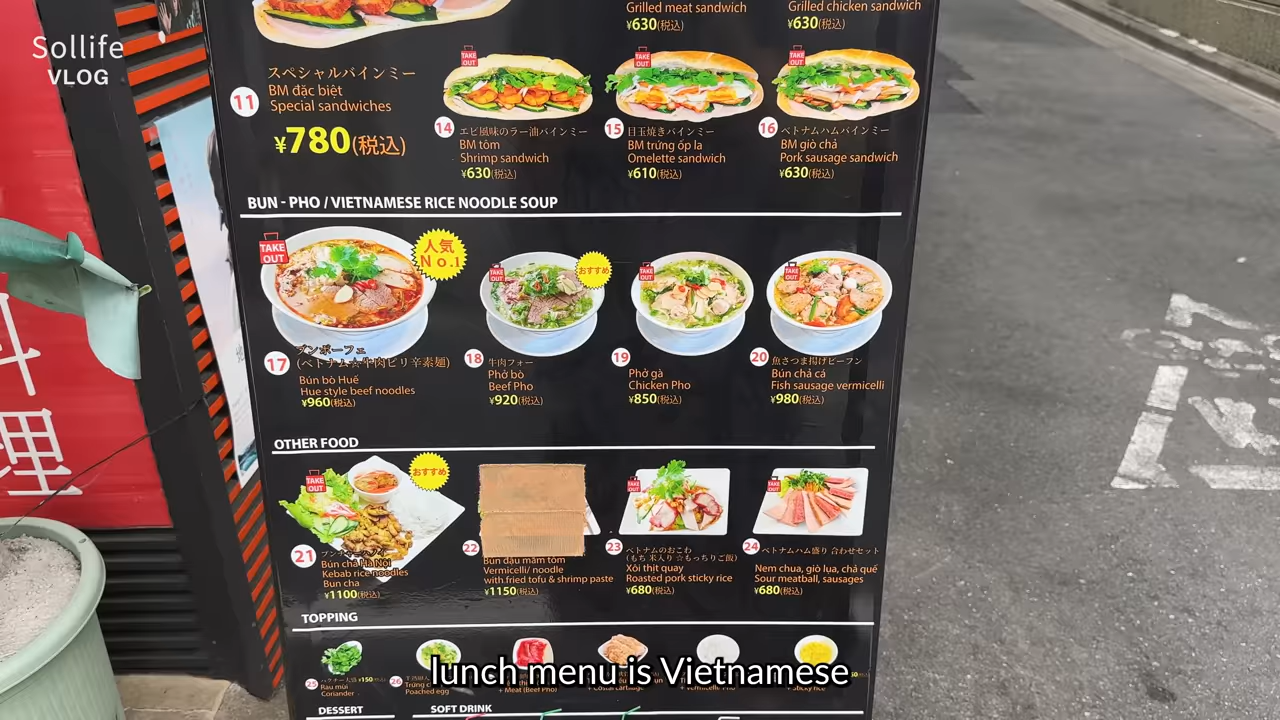 Sollife
VLOG
Grilled meat sandwich
¥630(税込)
Grilled chicken sandwich
¥630(税込)
11
スペシャルバインミー
BM đặc biệt
Special sandwiches
¥780(税込)
TAKE OUT
14
エビ風味のラー油バインミー
BM tôm
Shrimp sandwich
¥630(税込)
TAKE OUT
15
目玉焼きバインミー
BM trứng ốp la
Omelette sandwich
¥610(税込)
TAKE OUT
16
ベトナムハムバインミー
BM giò chả
Pork sausage sandwich
¥630(税込)
BUN - PHO / VIETNAMESE RICE NOODLE SOUP
TAKE OUT
人気
No.1
17
ブンボーフェ
(ベトナム☆牛肉ピリ辛素麺)
Bún bò Huế
Hue style beef noodles
¥960(税込)
TAKE OUT
おすすめ
18
牛肉フォー
Phở bò
Beef Pho
¥920(税込)
TAKE OUT
19
Phở gà
Chicken Pho
¥850(税込)
TAKE OUT
20
魚さつま揚げビーフン
Bún chả cá
Fish sausage vermicelli
¥980(税込)
OTHER FOOD
TAKE OUT
おすすめ
21
Bún chả Hà Nội
Kebab rice noodles
Bun cha
¥1100(税込)
22
Bún đậu mắm tôm
Vermicelli/ noodle
with fried tofu & shrimp paste
¥1150(税込)
TAKE OUT
23
ベトナムのおこわ
(もち米入り☆もっちりご飯)
Xôi thịt quay
Roasted pork sticky rice
¥680(税込)
TAKE OUT
24
ベトナムハム盛り合わせセット
Nem chua, giò lụa, chả quế
Sour meatball, sausages
¥680(税込)
TOPPING
25
¥150
Rau mùi
Coriander
26
Poached egg
+ Meat (Beef Pho)
DESSERT
SOFT DRINK
料
理
lunch menu is Vietnamese